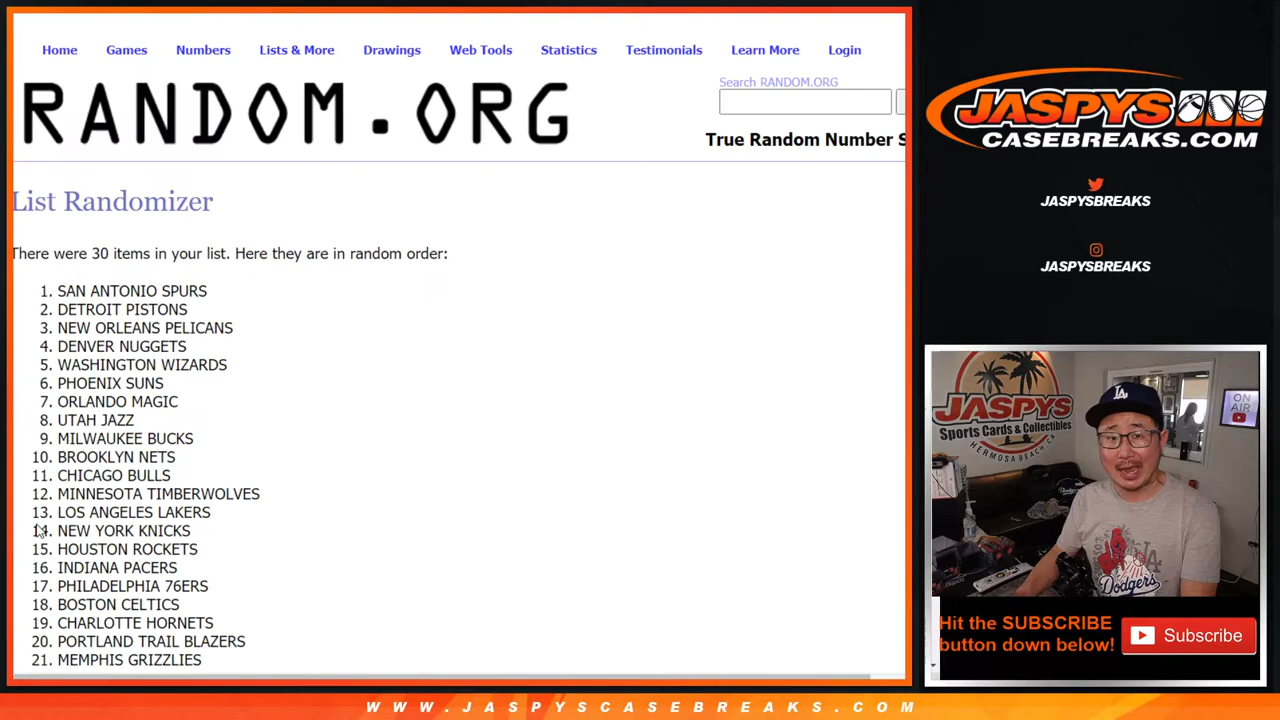 Home Games Numbers Lists & More Drawings Web Tools Statistics Testimonials Learn More Login
RANDOM.ORG
Search RANDOM.ORG
True Random Number S
List Randomizer
There were 30 items in your list. Here they are in random order:
1. SAN ANTONIO SPURS
2. DETROIT PISTONS
3. NEW ORLEANS PELICANS
4. DENVER NUGGETS
5. WASHINGTON WIZARDS
6. PHOENIX SUNS
7. ORLANDO MAGIC
8. UTAH JAZZ
9. MILWAUKEE BUCKS
10. BROOKLYN NETS
11. CHICAGO BULLS
12. MINNESOTA TIMBERWOLVES
13. LOS ANGELES LAKERS
14. NEW YORK KNICKS
15. HOUSTON ROCKETS
16. INDIANA PACERS
17. PHILADELPHIA 76ERS
18. BOSTON CELTICS
19. CHARLOTTE HORNETS
20. PORTLAND TRAIL BLAZERS
21. MEMPHIS GRIZZLIES
JASPYS
CASEBREAKS.COM
JASPYSBREAKS
JASPYSBREAKS
JASPYS
Sports Cards & Collectibles
HERMOSA BEACH CA
ON
AIR
LA
Dodgers
Hit the SUBSCRIBE
button down below!
Subscribe
WWW.JASPYSCASEBREAKS.COM